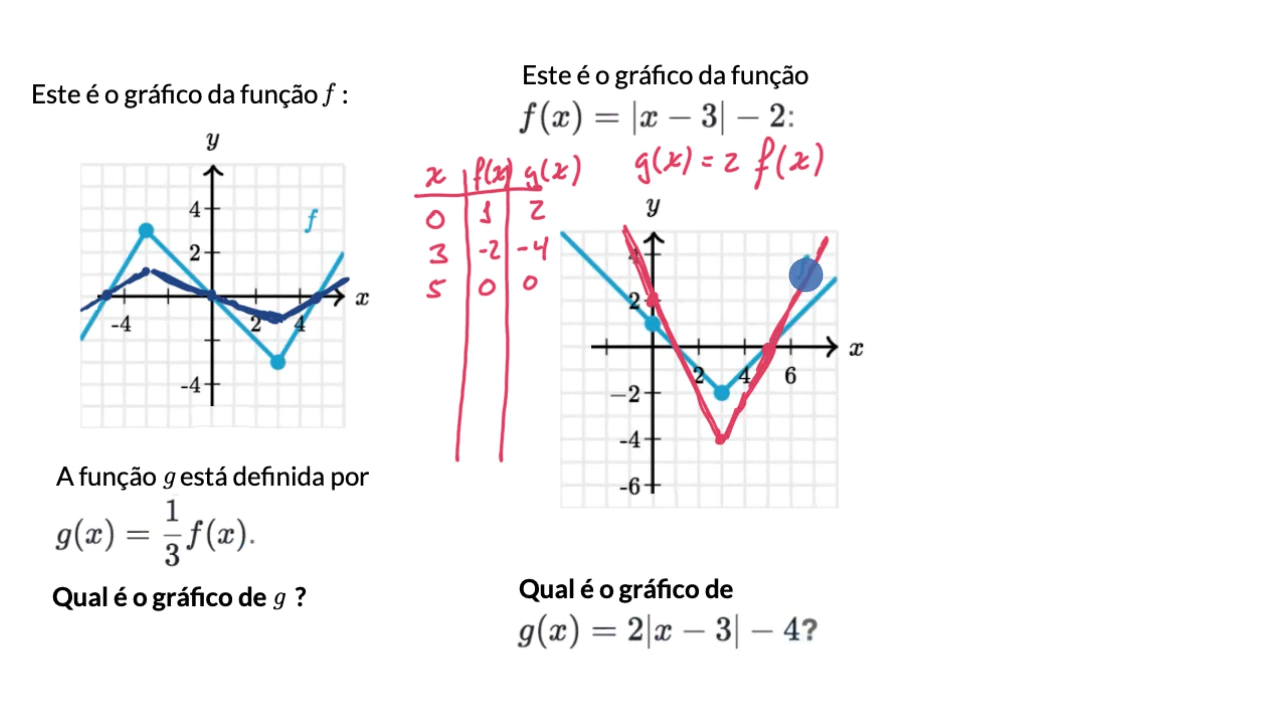 Este é o gráfico da função f :
y
4
f
2
x
-4
2
4
-4
A função g está definida por
g(x) = 1/3 f(x).
Qual é o gráfico de g ?
Este é o gráfico da função
f(x) = |x − 3| − 2:
g(x) = 2 f(x)
x f(x) g(x)
0 1 2
3 -2 -4
5 0 0
y
4
2
x
2
4
6
−2
-4
-6
Qual é o gráfico de
g(x) = 2|x − 3| − 4?